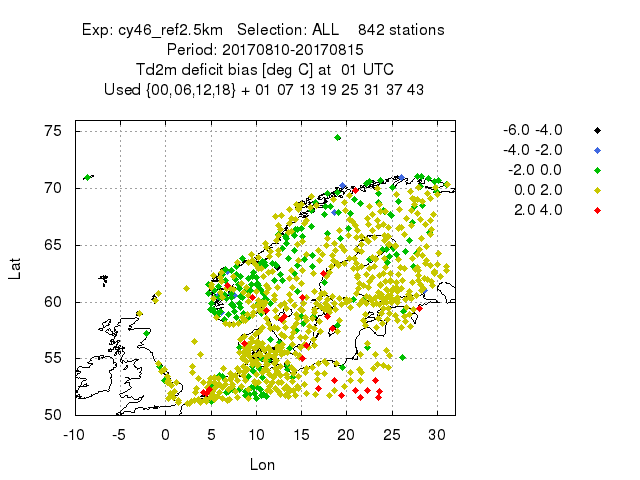 Exp: cy46_ref2.5km Selection: ALL 842 stations
Period: 20170810-20170815
Td2m deficit bias [deg C] at 01 UTC
Used {00,06,12,18} + 01 07 13 19 25 31 37 43
-6.0 -4.0
-4.0 -2.0
-2.0 0.0
0.0 2.0
2.0 4.0
75
70
65
60
55
50
Lat
-10 -5 0 5 10 15 20 25 30
Lon